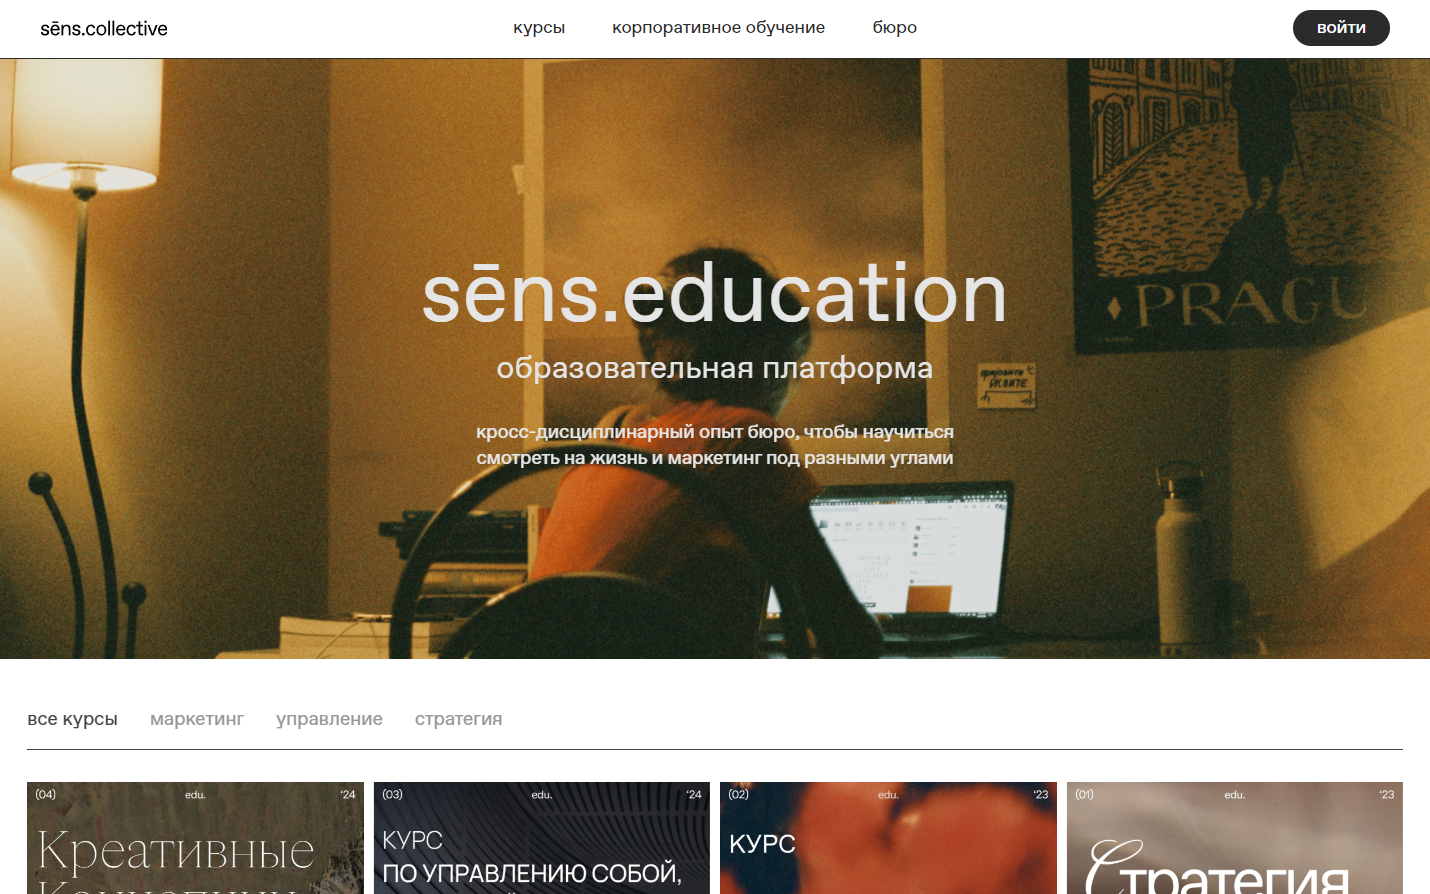 sēns.collective
курсы корпоративное обучение бюро
войти
PRAGU
sēns.education
образовательная платформа
кросс-дисциплинарный опыт бюро, чтобы научиться
смотреть на жизнь и маркетинг под разными углами
все курсы маркетинг управление стратегия
(04) edu. '24
Креативные
(03) edu. '24
КУРС
ПО УПРАВЛЕНИЮ СОБОЙ,
(02) edu. '23
КУРС
(01) edu. '23
Стратегия